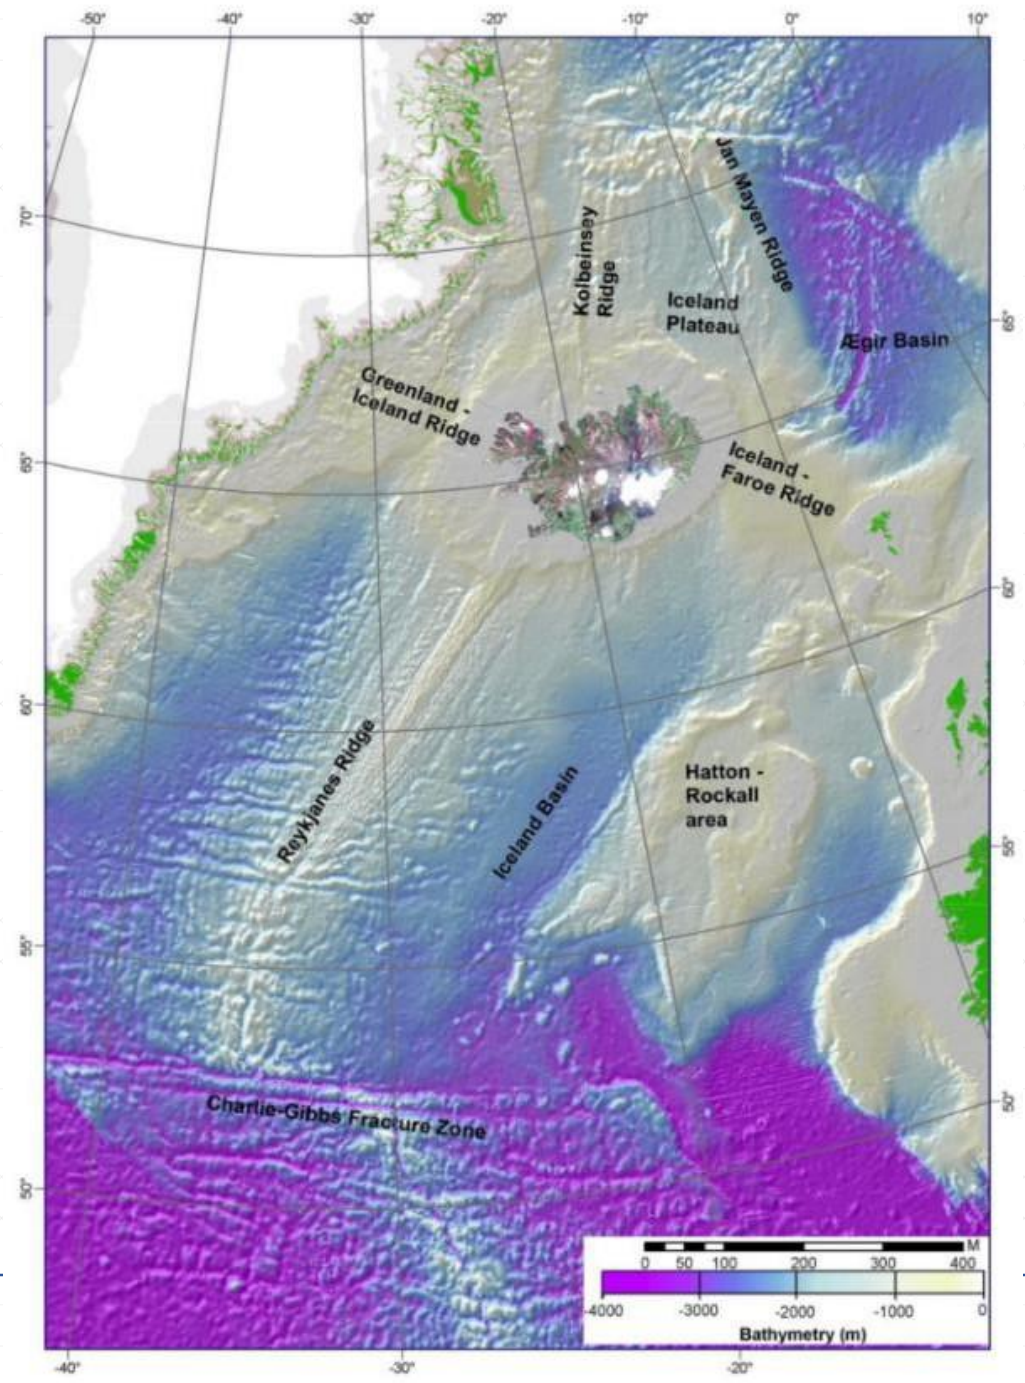 -50° -40° -30° -20° -10° 0° 10°
Jan Mayen Ridge
70°
Kolbeinsey
Ridge
Iceland
Plateau
65°
Ægir Basin
Greenland -
Iceland Ridge
65°
Iceland -
Faroe Ridge
60°
60°
Reykjanes Ridge
Iceland Basin
Hatton -
Rockall
area
55°
55°
50°
Charlie-Gibbs Fracture Zone
50°
M
0 50 100 200 300 400
-4000 -3000 -2000 -1000 0
Bathymetry (m)
-40° -30° -20°